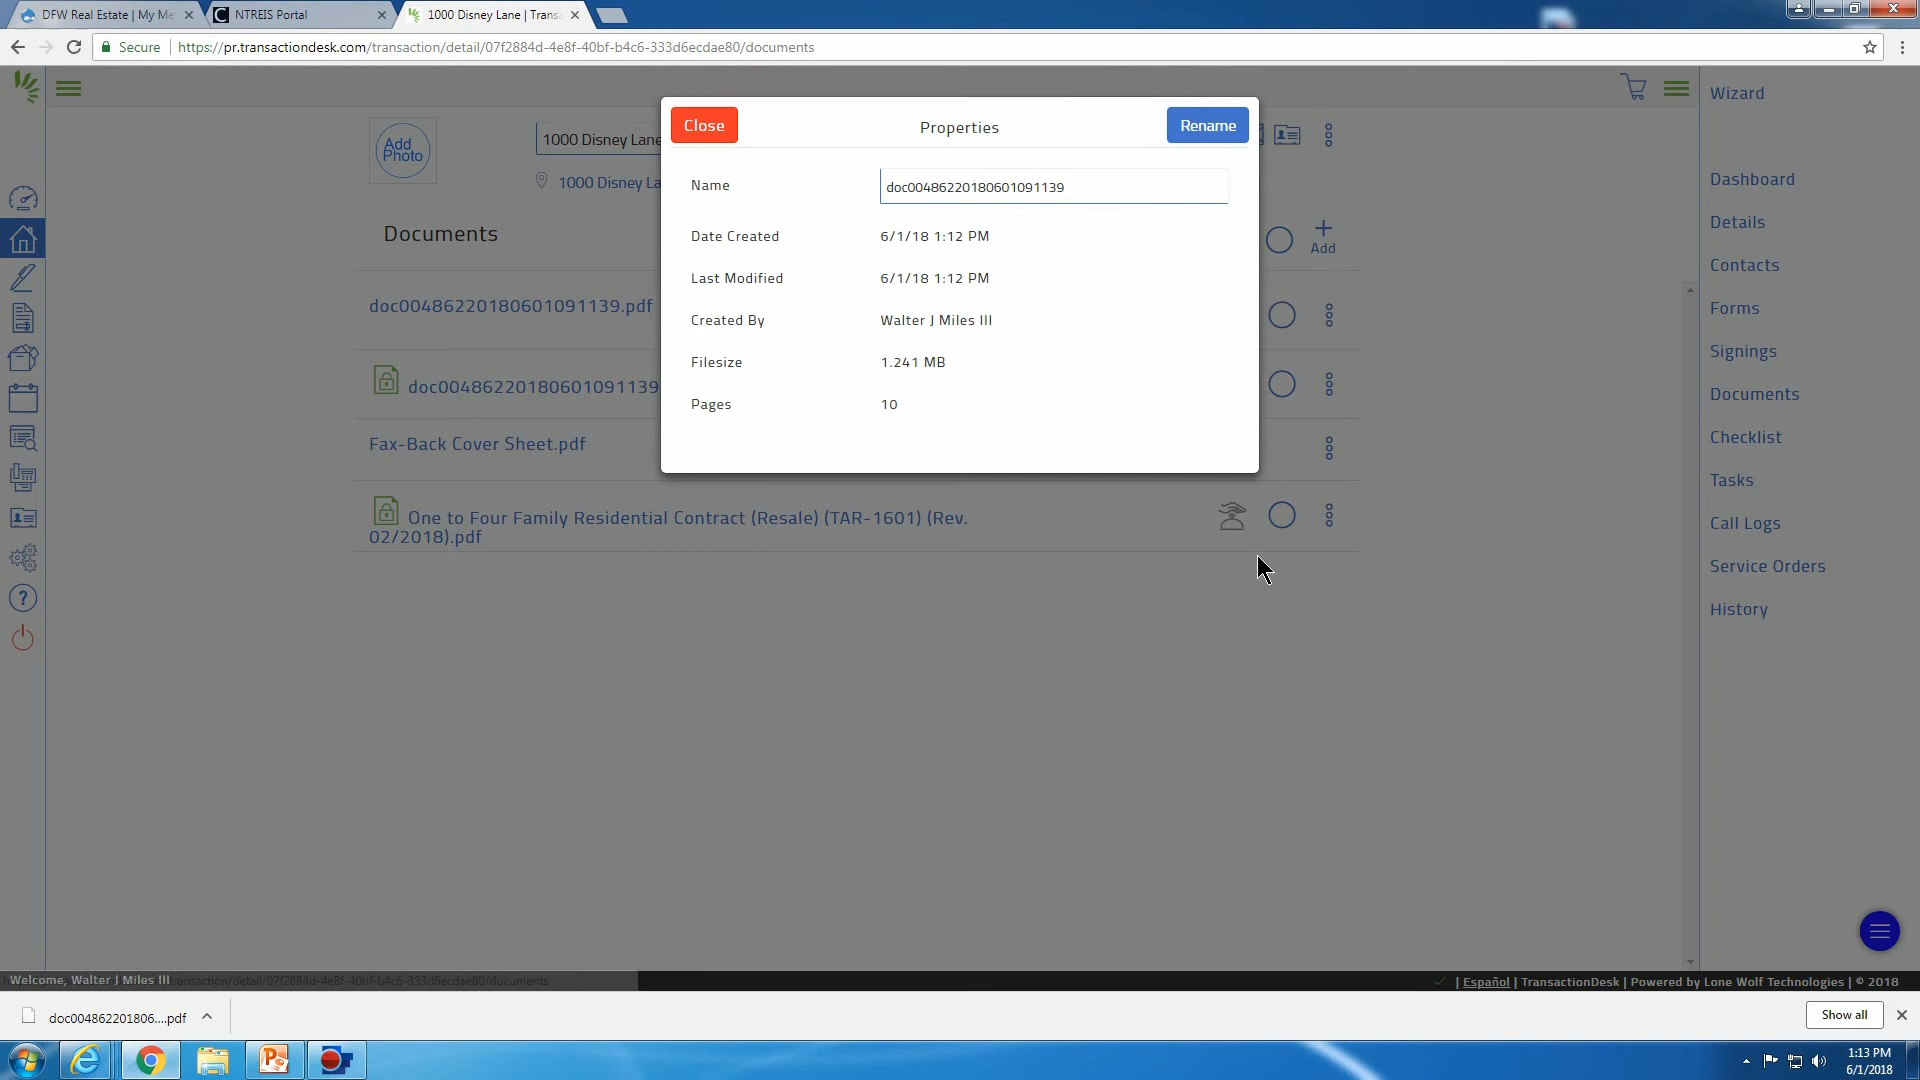 DFW Real Estate | My Me
NTREIS Portal
1000 Disney Lane | Trans
Secure
https://pr.transactiondesk.com/transaction/detail/07f2884d-4e8f-40bf-b4c6-333d6ecdae80/documents
Add Photo
1000 Disney Lane
1000 Disney La
Documents
Add
doc00486220180601091139.pdf
doc00486220180601091139
Fax-Back Cover Sheet.pdf
One to Four Family Residential Contract (Resale) (TAR-1601) (Rev.
02/2018).pdf
Close
Properties
Rename
Name
doc00486220180601091139
Date Created
6/1/18 1:12 PM
Last Modified
6/1/18 1:12 PM
Created By
Walter J Miles III
Filesize
1.241 MB
Pages
10
Wizard
Dashboard
Details
Contacts
Forms
Signings
Documents
Checklist
Tasks
Call Logs
Service Orders
History
Welcome, Walter J Miles III
ransaction/detail/07f2884d-4e8f-40bf-b4c6-333d6ecdae80/documents
| Español | TransactionDesk | Powered by Lone Wolf Technologies | © 2018
doc004862201806....pdf
Show all
1:13 PM
6/1/2018